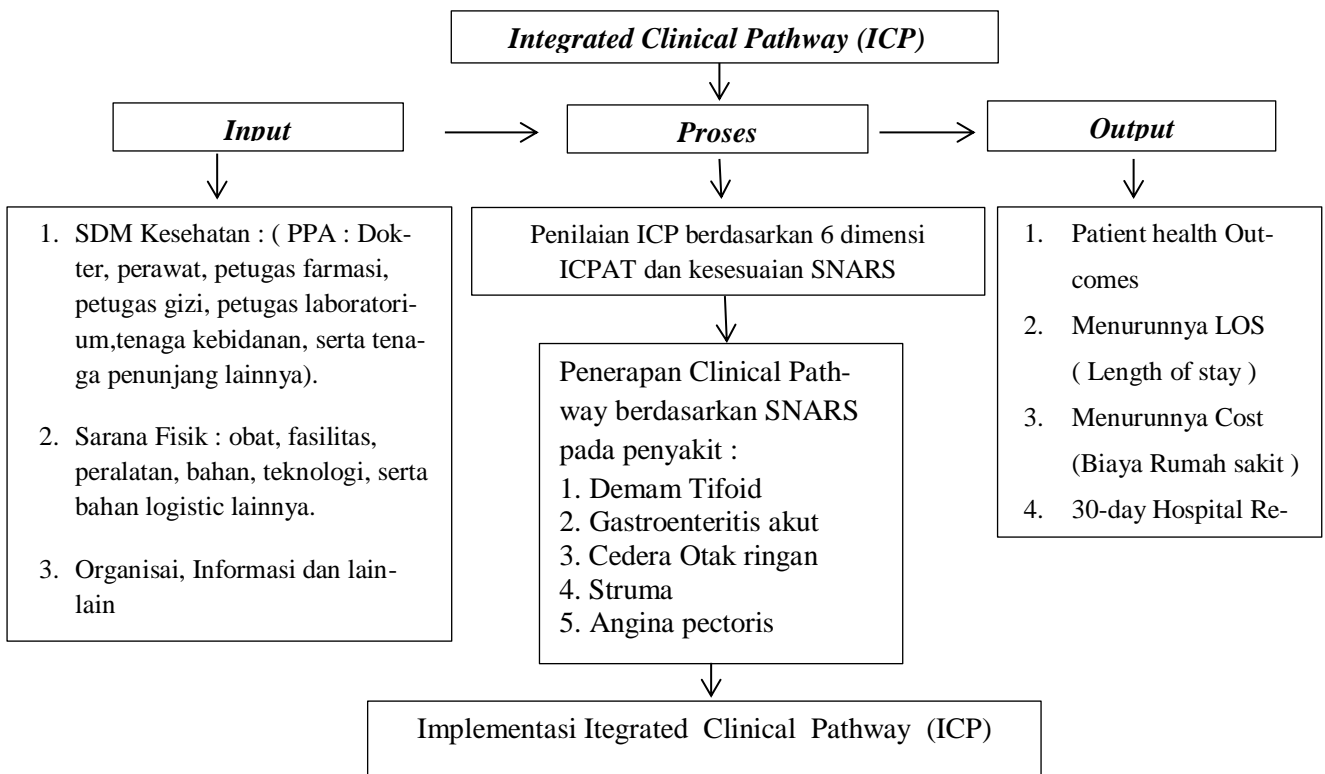 Integrated Clinical Pathway (ICP)
Input
Proses
Output
1. SDM Kesehatan : ( PPA : Dok-
ter, perawat, petugas farmasi,
petugas gizi, petugas laboratori-
um,tenaga kebidanan, serta tena-
ga penunjang lainnya).
2. Sarana Fisik : obat, fasilitas,
peralatan, bahan, teknologi, serta
bahan logistic lainnya.
3. Organisai, Informasi dan lain-
lain
Penilaian ICP berdasarkan 6 dimensi
ICPAT dan kesesuaian SNARS
Penerapan Clinical Path-
way berdasarkan SNARS
pada penyakit :
1. Demam Tifoid
2. Gastroenteritis akut
3. Cedera Otak ringan
4. Struma
5. Angina pectoris
1. Patient health Out-
comes
2. Menurunnya LOS
( Length of stay )
3. Menurunnya Cost
(Biaya Rumah sakit )
4. 30-day Hospital Re-
Implementasi Itegrated Clinical Pathway (ICP)